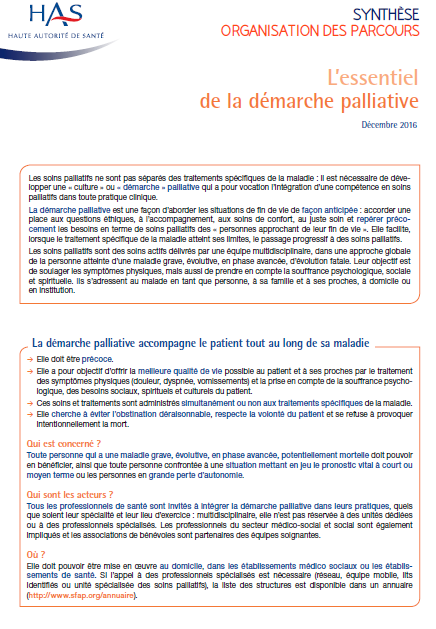 HAS
HAUTE AUTORITÉ DE SANTÉ
SYNTHÈSE
ORGANISATION DES PARCOURS
L'essentiel
de la démarche palliative
Décembre 2016
Les soins palliatifs ne sont pas séparés des traitements spécifiques de la maladie : il est nécessaire de déve-
lopper une « culture » ou « démarche » palliative qui a pour vocation l'intégration d'une compétence en soins
palliatifs dans toute pratique clinique.
La démarche palliative est une façon d'aborder les situations de fin de vie de façon anticipée : accorder une
place aux questions éthiques, à l'accompagnement, aux soins de confort, au juste soin et repérer préco-
cement les besoins en terme de soins palliatifs des « personnes approchant de leur fin de vie ». Elle facilite,
lorsque le traitement spécifique de la maladie atteint ses limites, le passage progressif à des soins palliatifs.
Les soins palliatifs sont des soins actifs délivrés par une équipe multidisciplinaire, dans une approche globale
de la personne atteinte d'une maladie grave, évolutive, en phase avancée, d'évolution fatale. Leur objectif est
de soulager les symptômes physiques, mais aussi de prendre en compte la souffrance psychologique, sociale
et spirituelle. Ils s'adressent au malade en tant que personne, à sa famille et à ses proches, à domicile ou
en institution.
La démarche palliative accompagne le patient tout au long de sa maladie
→ Elle doit être précoce.
→ Elle a pour objectif d'offrir la meilleure qualité de vie possible au patient et à ses proches par le traitement
des symptômes physiques (douleur, dyspnée, vomissements) et la prise en compte de la souffrance psycho-
logique, des besoins sociaux, spirituels et culturels du patient.
→ Ces soins et traitements sont administrés simultanément ou non aux traitements spécifiques de la maladie.
→ Elle cherche à éviter l'obstination déraisonnable, respecte la volonté du patient et se refuse à provoquer
intentionnellement la mort.
Qui est concerné ?
Toute personne qui a une maladie grave, évolutive, en phase avancée, potentiellement mortelle doit pouvoir
en bénéficier, ainsi que toute personne confrontée à une situation mettant en jeu le pronostic vital à court ou
moyen terme ou les personnes en grande perte d'autonomie.
Qui sont les acteurs ?
Tous les professionnels de santé sont invités à intégrer la démarche palliative dans leurs pratiques, quels
que soient leur spécialité et leur lieu d'exercice : multidisciplinaire, elle n'est pas réservée à des unités dédiées
ou à des professionnels spécialisés. Les professionnels du secteur médico-social et social sont également
impliqués et les associations de bénévoles sont partenaires des équipes soignantes.
Où ?
Elle doit pouvoir être mise en œuvre au domicile, dans les établissements médico sociaux ou les établis-
sements de santé. Si l'appel à des professionnels spécialisés est nécessaire (réseau, équipe mobile, lits
identifiés ou unité spécialisée des soins palliatifs), la liste des structures est disponible dans un annuaire
(http://www.sfap.org/annuaire).